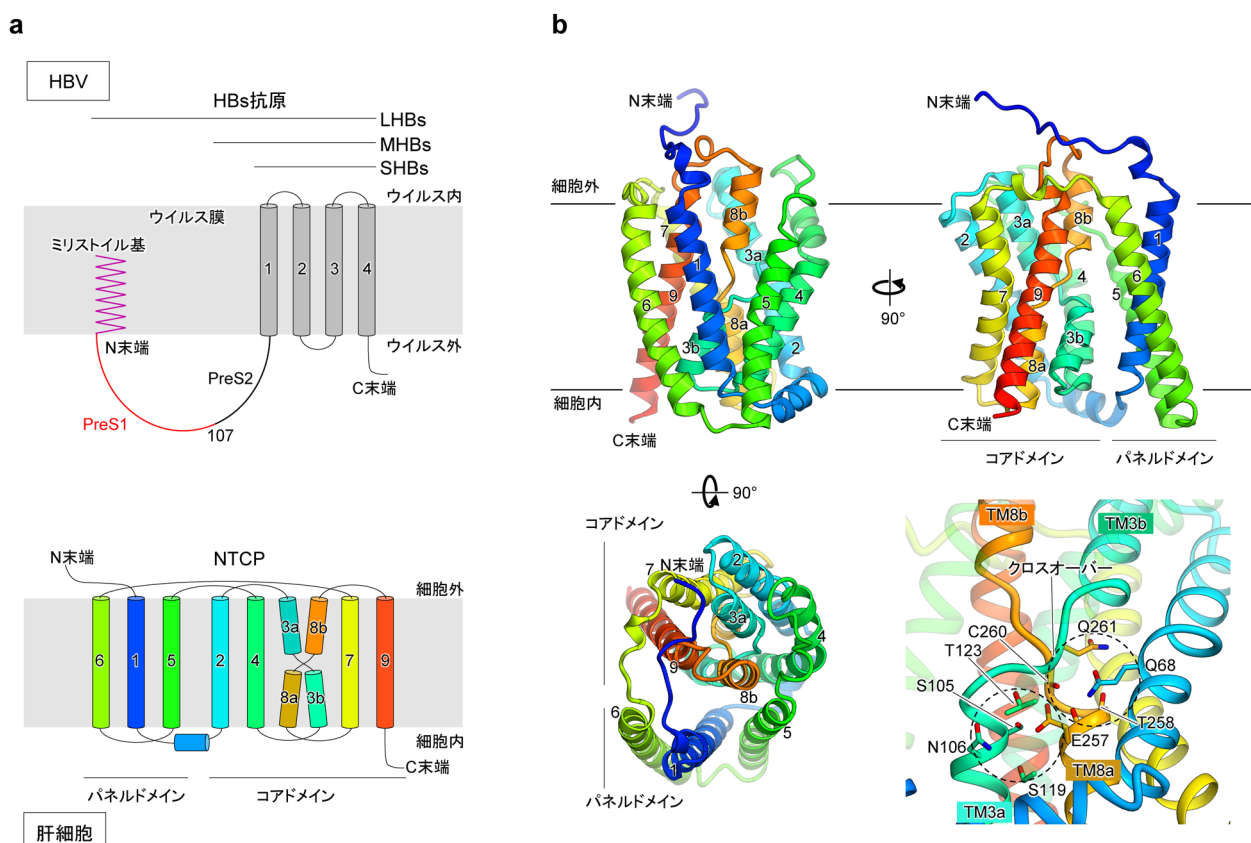 a
HBV
HBs抗原
LHBs
MHBs
SHBs
ウイルス内
ウイルス膜
ミリストイル基
1
2
3
4
N末端
ウイルス外
PreS2
C末端
PreS1
107
N末端
NTCP
細胞外
6
1
5
2
4
3a
8b
8a
3b
7
9
細胞内
C末端
パネルドメイン
コアドメイン
肝細胞
b
N末端
細胞外
8b
7
3a
1
9
6
5
4
8a
3b
2
細胞内
C末端
90°
N末端
3a
8b
2
1
4
6
7
9
5
3b
8a
C末端
コアドメイン
パネルドメイン
90°
コアドメイン
7
N末端
2
3a
4
9
8b
6
5
1
パネルドメイン
TM8b
TM3b
クロスオーバー
Q261
C260
T123
Q68
S105
T258
N106
E257
TM8a
S119
TM3a